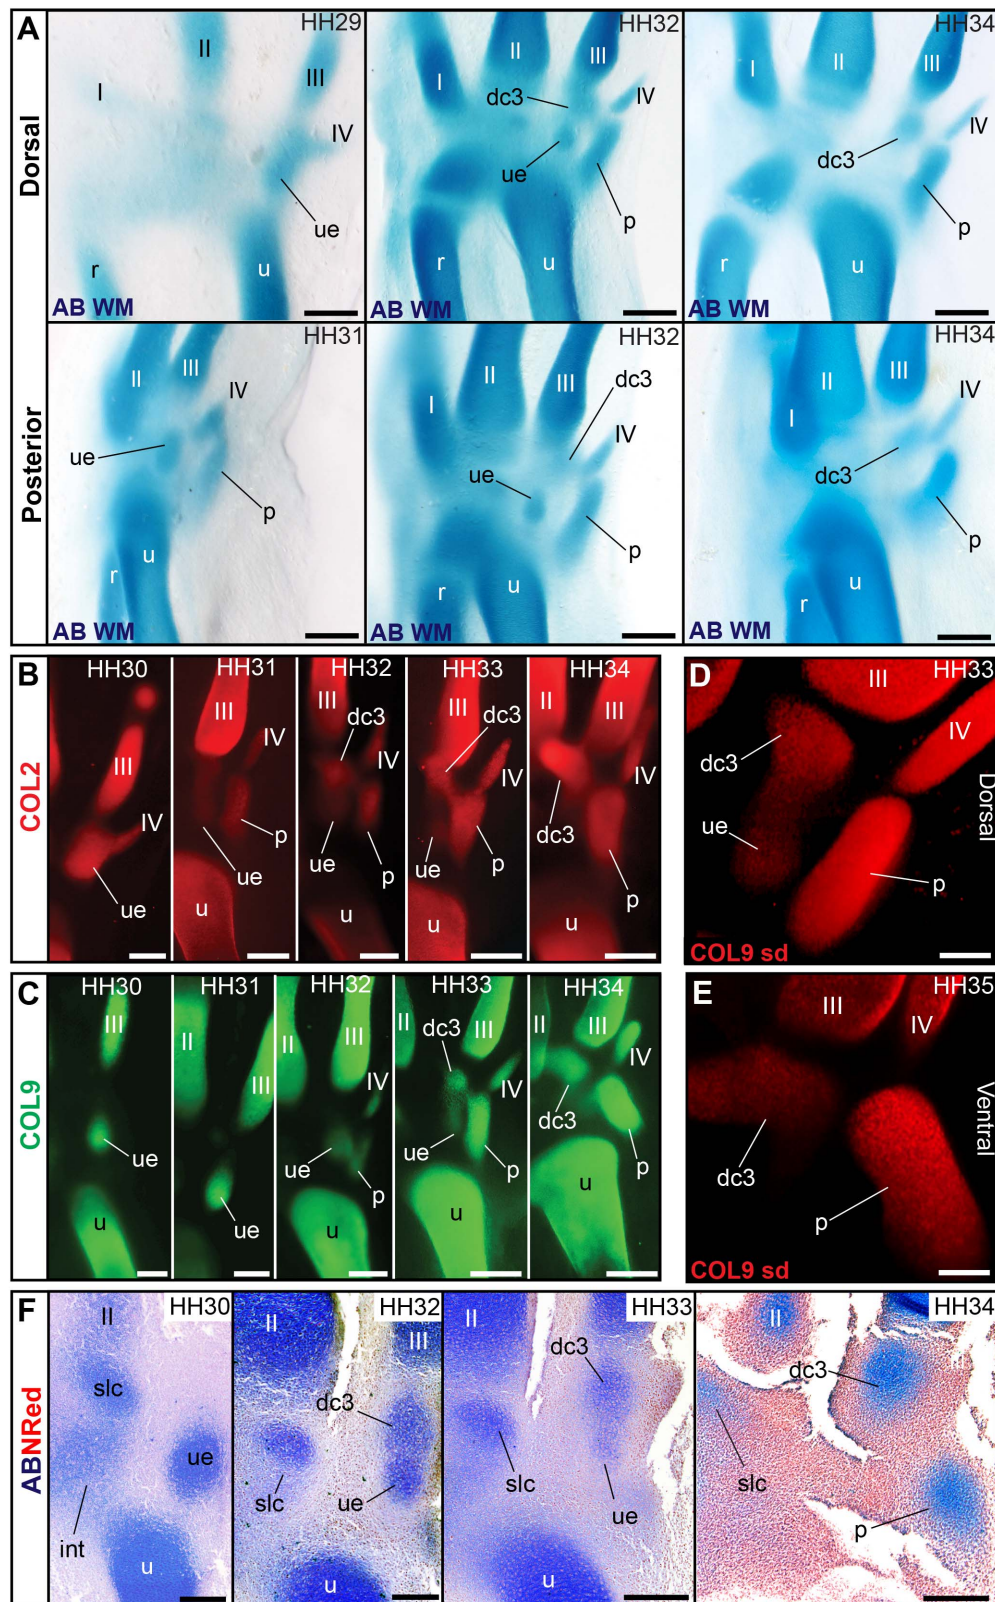 A
Dorsal
HH29
I
II
III
IV
ue
r
u
AB WM
HH32
I
II
III
dc3
IV
ue
p
r
u
AB WM
HH34
I
II
III
IV
dc3
p
r
u
AB WM
Posterior
HH31
II
III
IV
ue
p
u
r
AB WM
HH32
I
II
III
dc3
IV
ue
p
r
u
AB WM
HH34
I
II
III
IV
dc3
p
u
r
AB WM
B
COL2
HH30
III
IV
ue
HH31
III
IV
p
ue
u
HH32
III
dc3
IV
ue
p
u
HH33
III
dc3
IV
ue
p
u
HH34
II
III
IV
dc3
p
u
C
COL9
HH30
III
ue
u
HH31
II
III
ue
HH32
II
III
IV
ue
p
u
HH33
II
dc3
III
IV
ue
p
u
HH34
II
III
IV
dc3
p
u
D
HH33
III
IV
dc3
ue
p
Dorsal
COL9 sd
E
HH35
III
IV
dc3
p
Ventral
COL9 sd
F
ABNRed
HH30
II
slc
ue
int
u
HH32
II
III
dc3
slc
ue
u
HH33
II
dc3
slc
ue
u
HH34
II
III
dc3
slc
p